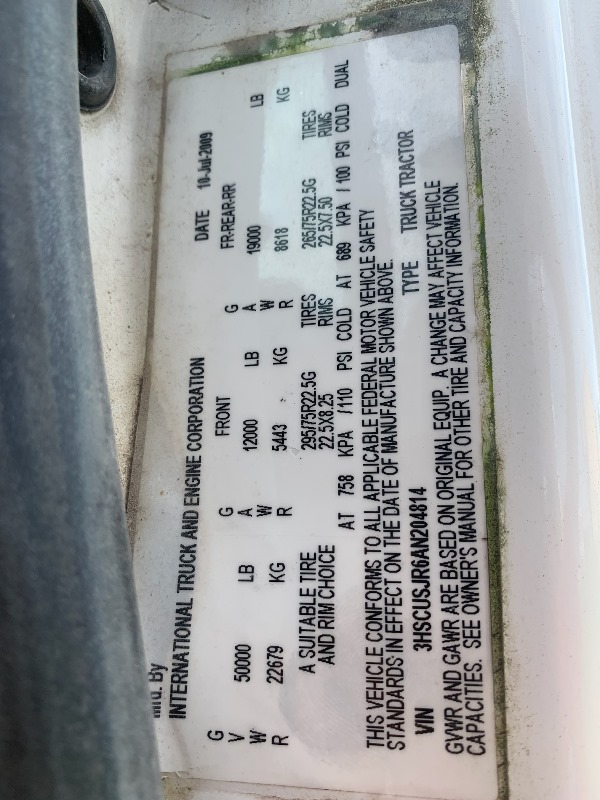 Mfd. By
INTERNATIONAL TRUCK AND ENGINE CORPORATION DATE 10-Jul-2009
G G FRONT G FR-REAR-RR
V 50000 LB A 12000 LB A 19000 LB
W 22679 KG W 5443 KG W 8618 KG
R R R
A SUITABLE TIRE 295/75R22.5G TIRES 265/75R22.5G TIRES
AND RIM CHOICE 22.5X8.25 RIMS 22.5X7.50 RIMS
AT 758 KPA /110 PSI COLD AT 689 KPA / 100 PSI COLD DUAL
THIS VEHICLE CONFORMS TO ALL APPLICABLE FEDERAL MOTOR VEHICLE SAFETY
STANDARDS IN EFFECT ON THE DATE OF MANUFACTURE SHOWN ABOVE.
VIN 3HSCUSJR6AN204814 TYPE TRUCK TRACTOR
GVWR AND GAWR ARE BASED ON ORIGINAL EQUIP. A CHANGE MAY AFFECT VEHICLE
CAPACITIES. SEE OWNER'S MANUAL FOR OTHER TIRE AND CAPACITY INFORMATION.